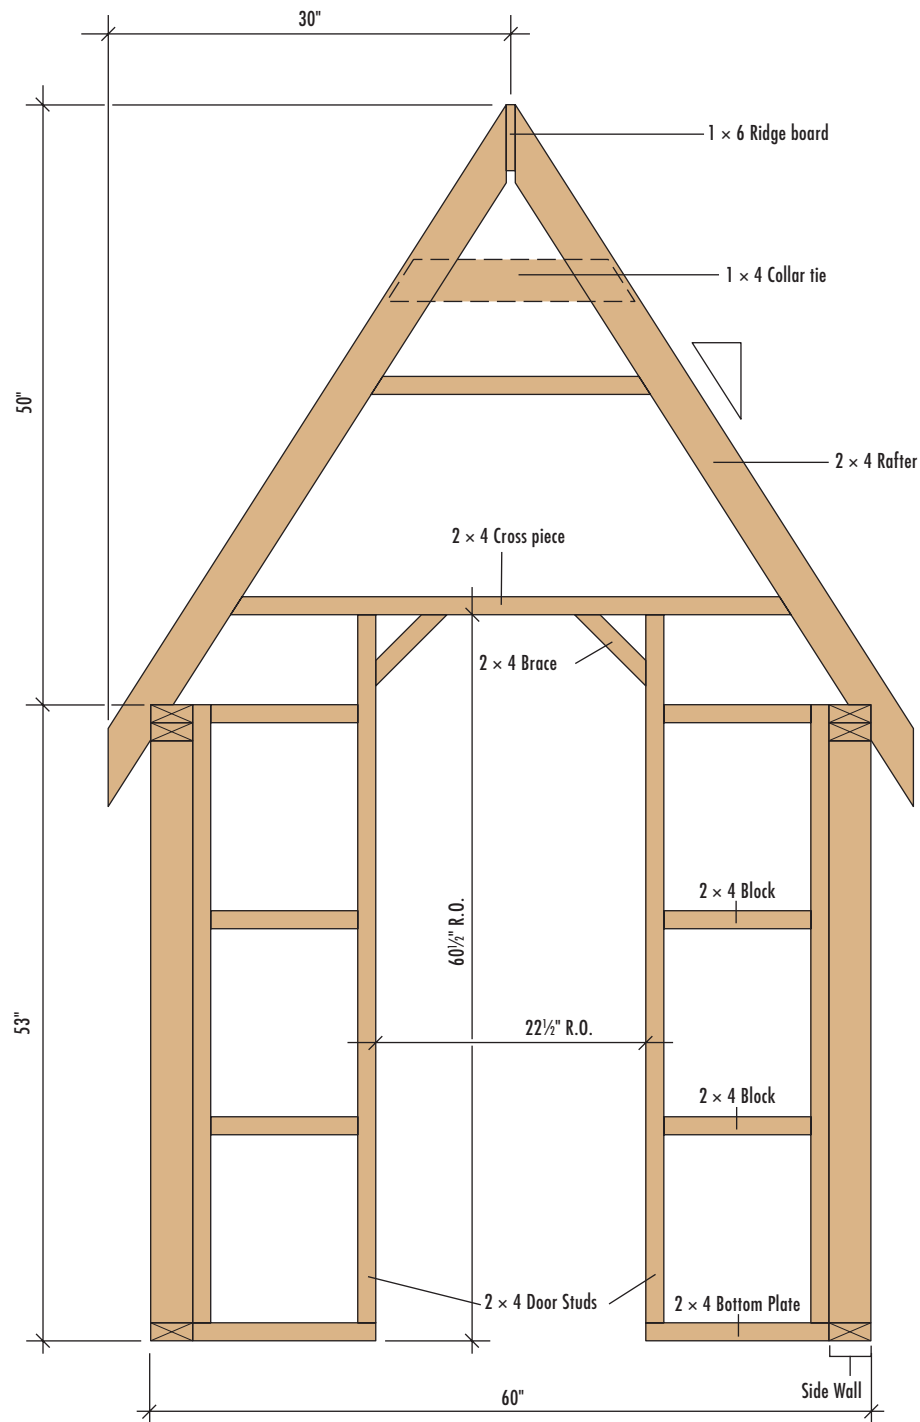 30"
1 × 6 Ridge board
1 × 4 Collar tie
50"
2 × 4 Rafter
2 × 4 Cross piece
2 × 4 Brace
2 × 4 Block
60½" R.O.
53"
22½" R.O.
2 × 4 Block
2 × 4 Door Studs
2 × 4 Bottom Plate
Side Wall
60"